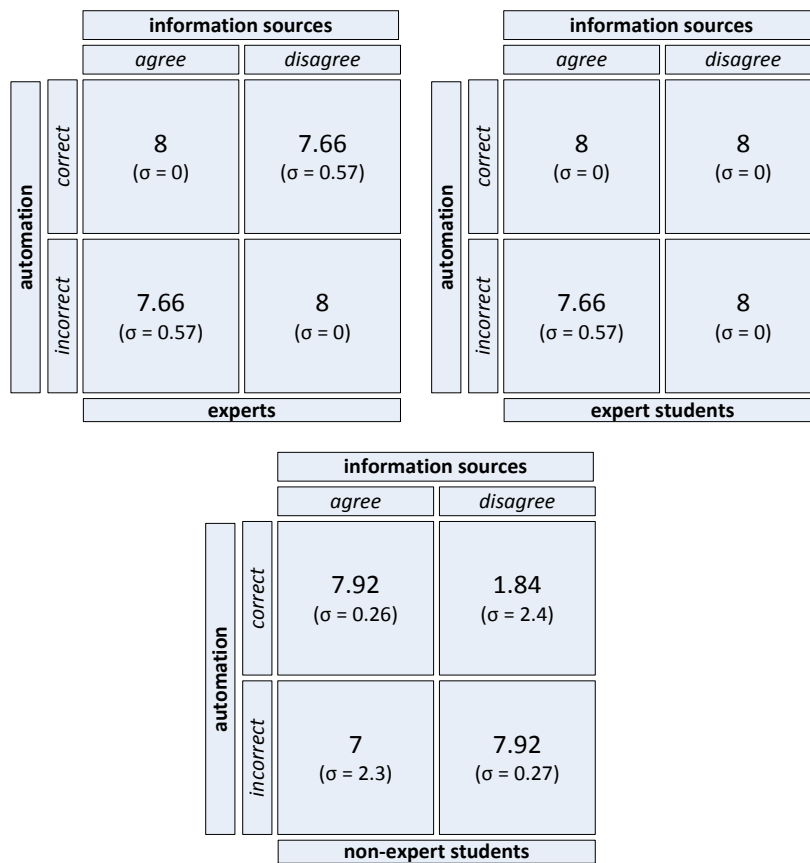 information sources
agree disagree
automation
correct
8 7.66
(σ = 0) (σ = 0.57)
incorrect
7.66 8
(σ = 0.57) (σ = 0)
experts
information sources
agree disagree
automation
correct
8 8
(σ = 0) (σ = 0)
incorrect
7.66 8
(σ = 0.57) (σ = 0)
expert students
information sources
agree disagree
automation
correct
7.92 1.84
(σ = 0.26) (σ = 2.4)
incorrect
7 7.92
(σ = 2.3) (σ = 0.27)
non-expert students